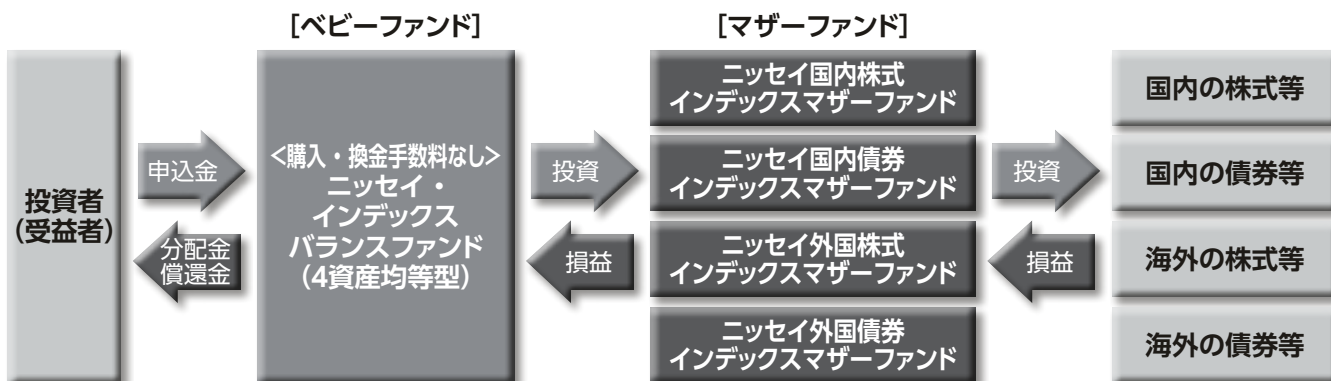 [ベビーファンド]
[マザーファンド]
投資者
(受益者)
申込金
分配金
償還金
<購入・換金手数料なし>
ニッセイ・
インデックス
バランスファンド
(4資産均等型)
投資
損益
ニッセイ国内株式
インデックスマザーファンド
ニッセイ国内債券
インデックスマザーファンド
ニッセイ外国株式
インデックスマザーファンド
ニッセイ外国債券
インデックスマザーファンド
投資
損益
国内の株式等
国内の債券等
海外の株式等
海外の債券等